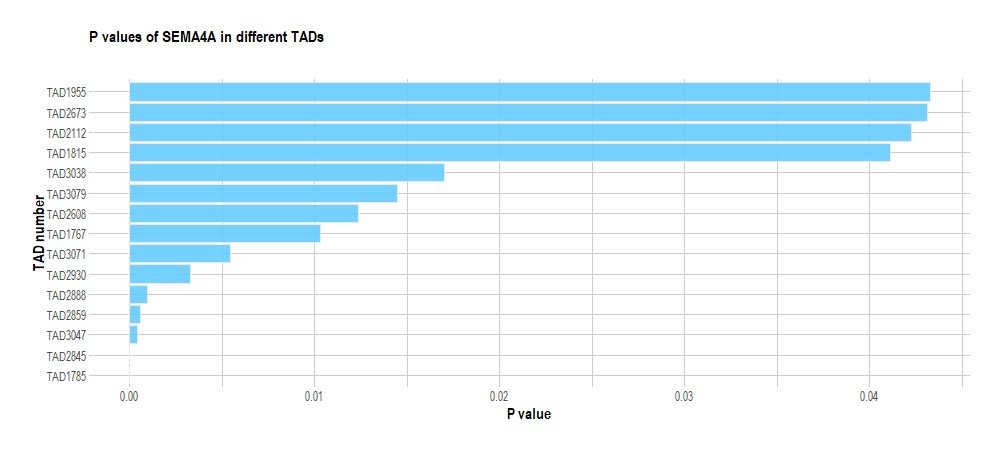 P values of SEMA4A in different TADs
TAD number
TAD1955
TAD2673
TAD2112
TAD1815
TAD3038
TAD3079
TAD2608
TAD1767
TAD3071
TAD2930
TAD2888
TAD2859
TAD3047
TAD2845
TAD1785
0.00 0.01 0.02 0.03 0.04
P value